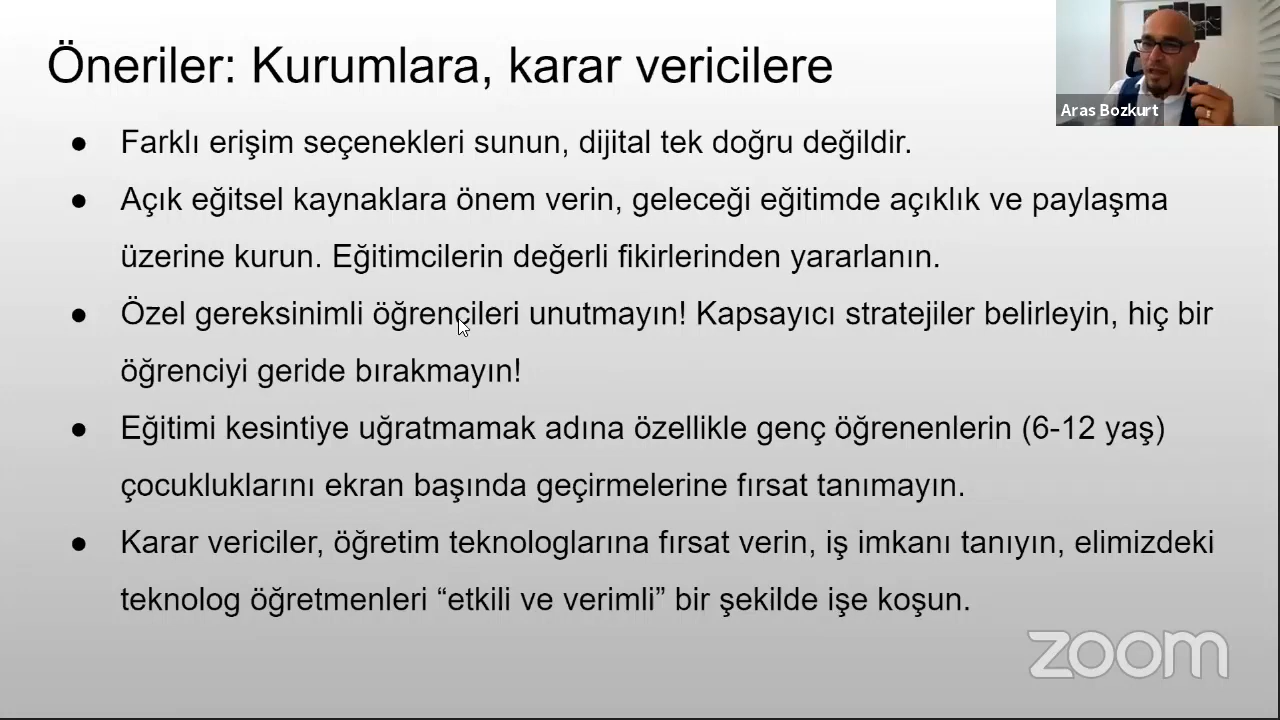 Öneriler: Kurumlara, karar vericilere
Aras Bozkurt
● Farklı erişim seçenekleri sunun, dijital tek doğru değildir.
● Açık eğitsel kaynaklara önem verin, geleceği eğitimde açıklık ve paylaşma
üzerine kurun. Eğitimcilerin değerli fikirlerinden yararlanın.
● Özel gereksinimli öğrencileri unutmayın! Kapsayıcı stratejiler belirleyin, hiç bir
öğrenciyi geride bırakmayın!
● Eğitimi kesintiye uğratmamak adına özellikle genç öğrenenlerin (6-12 yaş)
çocukluklarını ekran başında geçirmelerine fırsat tanımayın.
● Karar vericiler, öğretim teknologlarına fırsat verin, iş imkanı tanıyın, elimizdeki
teknolog öğretmenleri “etkili ve verimli” bir şekilde işe koşun.
zoom